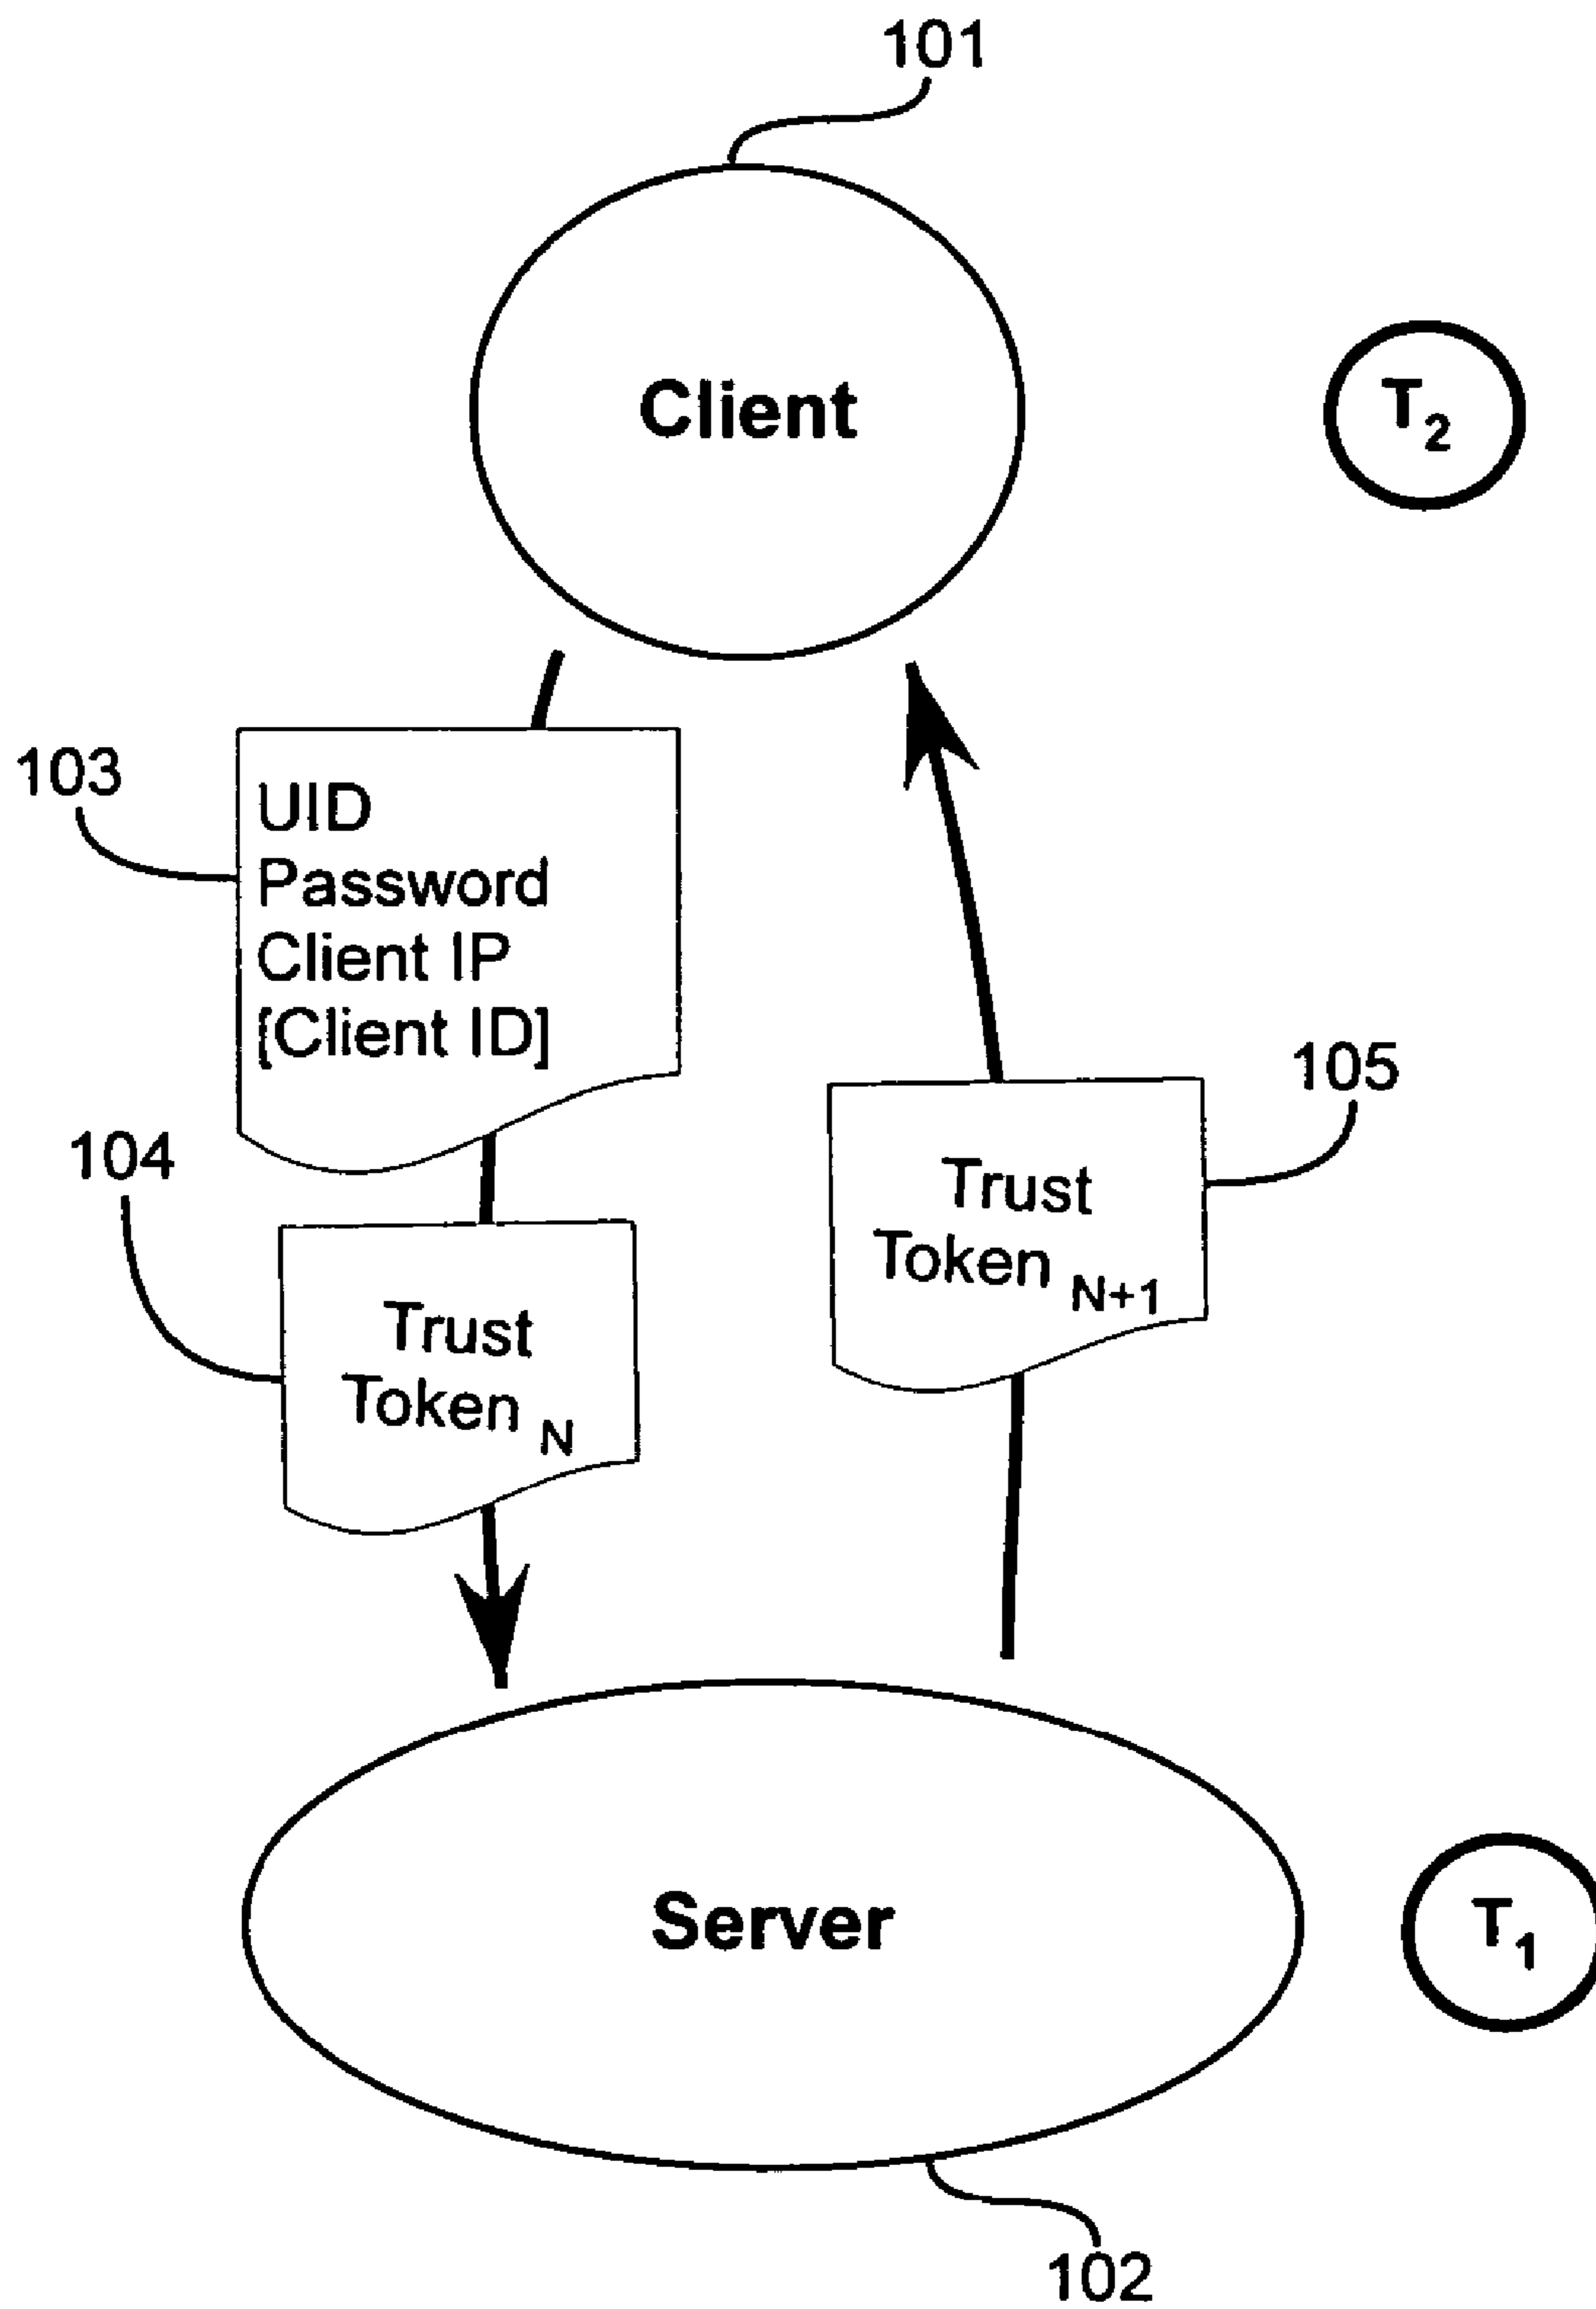 101
Client
T2
103
UID
Password
Client IP
[Client ID]
105
104
Trust
Token N+1
Trust
Token N
Server
T1
102